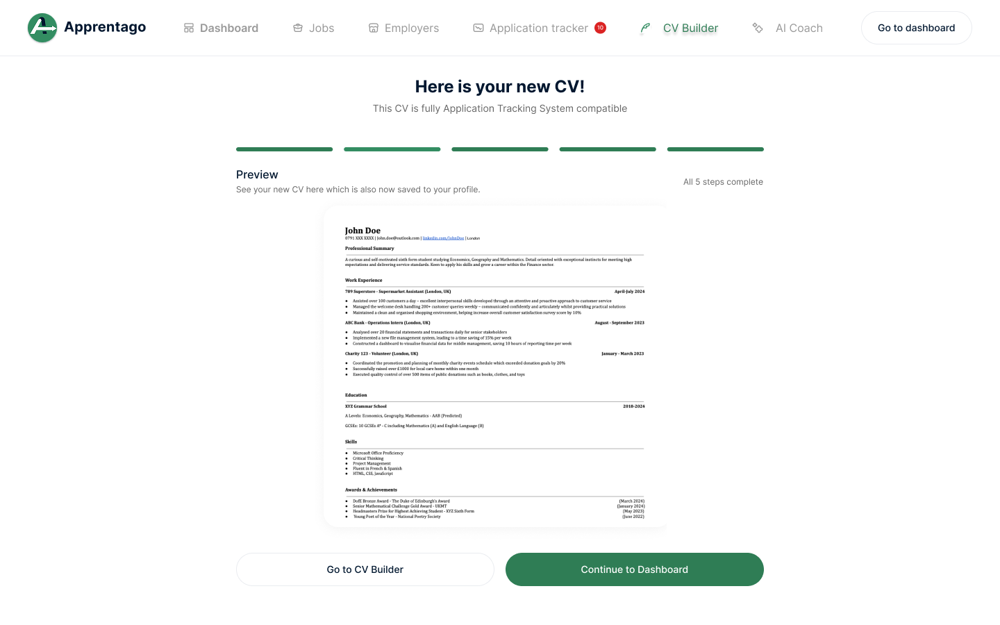 Apprentago
Dashboard
Jobs
Employers
Application tracker 10
CV Builder
AI Coach
Go to dashboard
Here is your new CV!
This CV is fully Application Tracking System compatible
Preview
See your new CV here which is also now saved to your profile.
All 5 steps complete
John Doe
0791 XXX XXXX | John.doe@outlook.com | linkedin.com/JohnDoe | London
Professional Summary
A curious and self-motivated sixth form student studying Economics, Geography and Mathematics. Detail oriented with exceptional instincts for meeting high
expectations and delivering service standards. Keen to apply his skills and grow a career within the Finance sector.
Work Experience
789 Superstore - Supermarket Assistant (London, UK) April-July 2024
● Assisted over 100 customers a day – excellent interpersonal skills developed through an attentive and proactive approach to customer service
● Managed the welcome desk handling 200+ customer queries weekly – communicated confidently and articulately whilst providing practical solutions
● Maintained a clean and organised shopping environment, helping increase overall customer satisfaction survey score by 10%
ABC Bank - Operations Intern (London, UK) August - September 2023
● Analysed over 20 financial statements and transactions daily for senior stakeholders
● Implemented a new file management system, leading to a time saving of 15% per week
● Constructed a dashboard to visualise financial data for middle management, saving 10 hours of reporting time per week
Charity 123 - Volunteer (London, UK) January - March 2023
● Coordinated the promotion and planning of monthly charity events schedule which exceeded donation goals by 20%
● Successfully raised over £1000 for local care home within one month
● Executed quality control of over 500 items of public donations such as books, clothes, and toys
Education
XYZ Grammar School 2018-2024
A Levels: Economics, Geography, Mathematics - AAB (Predicted)
GCSEs: 10 GCSEs A* - C including Mathematics (A) and English Language (B)
Skills
● Microsoft Office Proficiency
● Critical Thinking
● Project Management
● Fluent in French & Spanish
● HTML, CSS, JavaScript
Awards & Achievements
● DofE Bronze Award - The Duke of Edinburgh's Award (March 2024)
● Senior Mathematical Challenge Gold Award - UKMT (January 2024)
● Headmasters Prize for Highest Achieving Student - XYZ Sixth Form (May 2023)
● Young Poet of the Year - National Poetry Society (June 2022)
Go to CV Builder
Continue to Dashboard